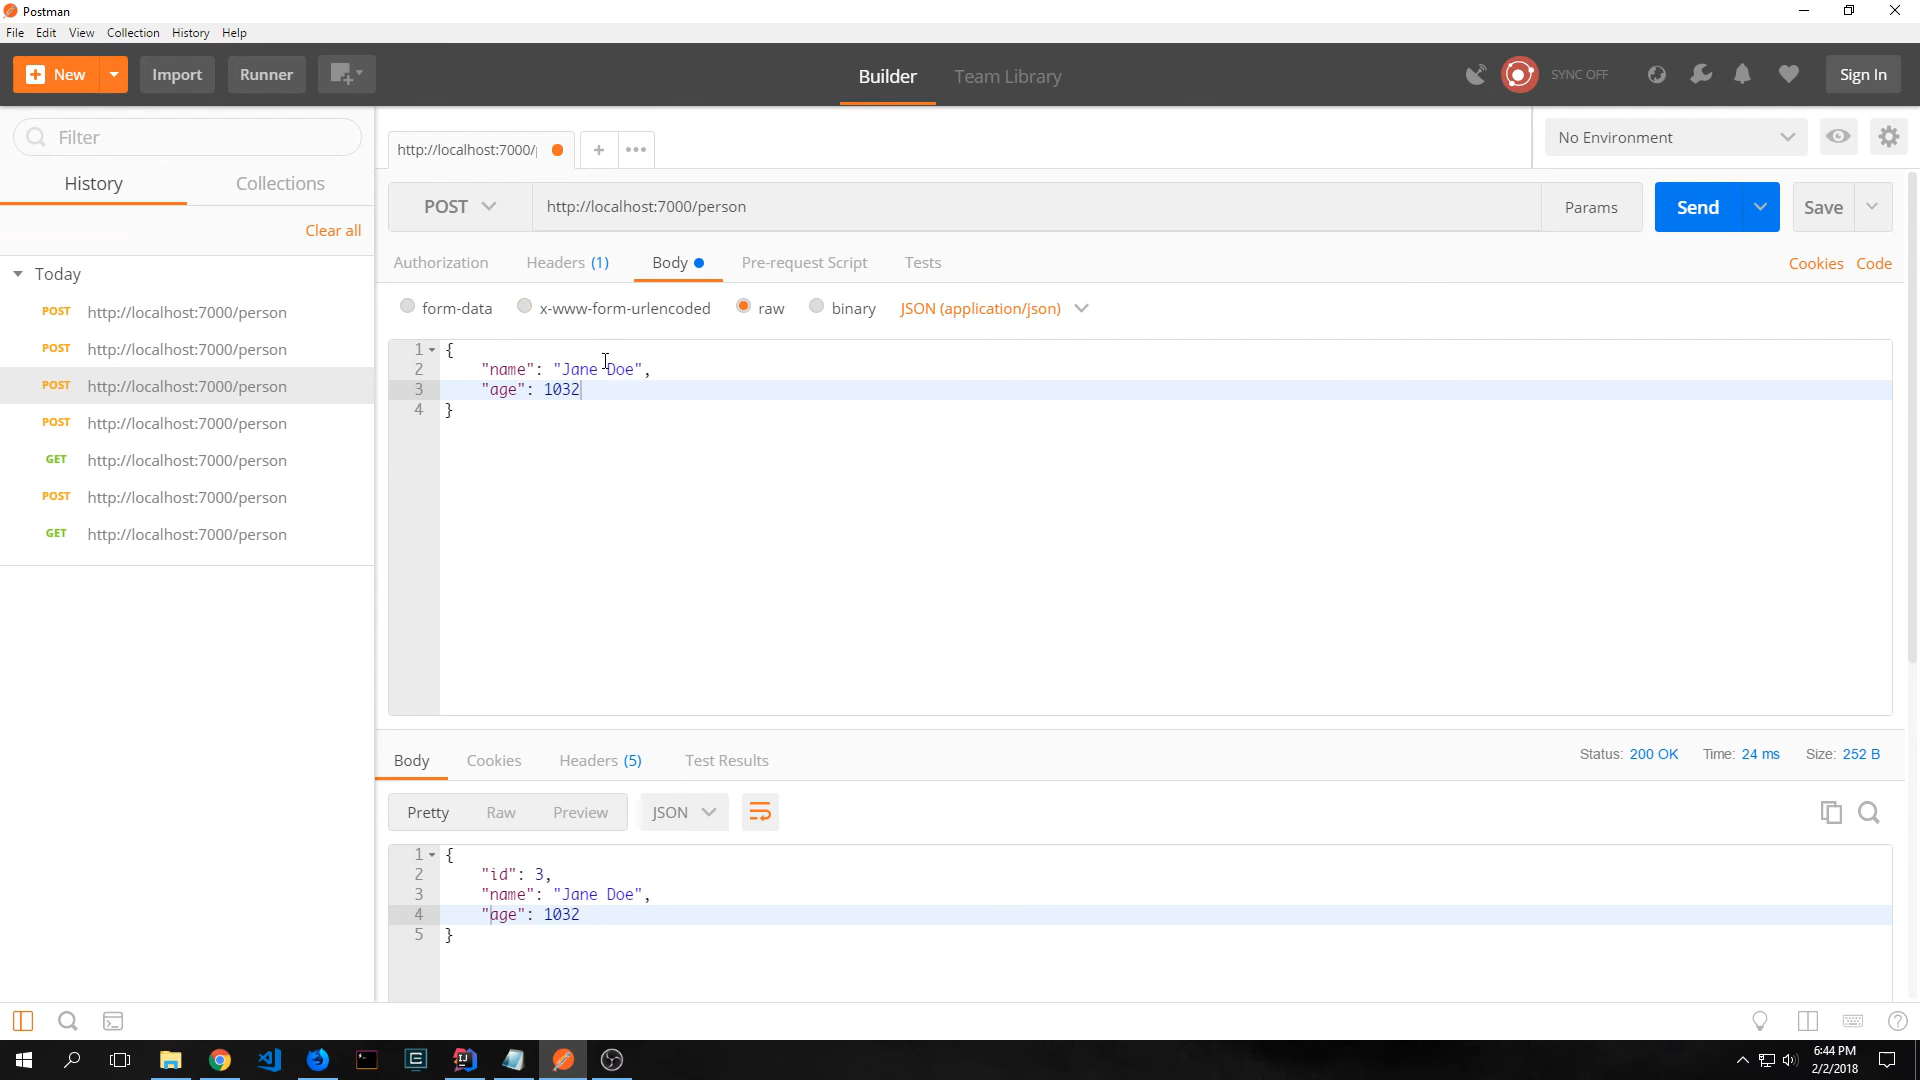 Postman
File Edit View Collection History Help
New Import Runner Builder Team Library SYNC OFF Sign In
Filter
History Collections
Clear all
Today
POST http://localhost:7000/person
POST http://localhost:7000/person
POST http://localhost:7000/person
POST http://localhost:7000/person
GET http://localhost:7000/person
POST http://localhost:7000/person
GET http://localhost:7000/person
http://localhost:7000/
No Environment
POST http://localhost:7000/person Params Send Save
Authorization Headers (1) Body Pre-request Script Tests Cookies Code
form-data x-www-form-urlencoded raw binary JSON (application/json)
1 {
2 "name": "Jane Doe",
3 "age": 1032
4 }
Body Cookies Headers (5) Test Results Status: 200 OK Time: 24 ms Size: 252 B
Pretty Raw Preview JSON
1 {
2 "id": 3,
3 "name": "Jane Doe",
4 "age": 1032
5 }
6:44 PM
2/2/2018